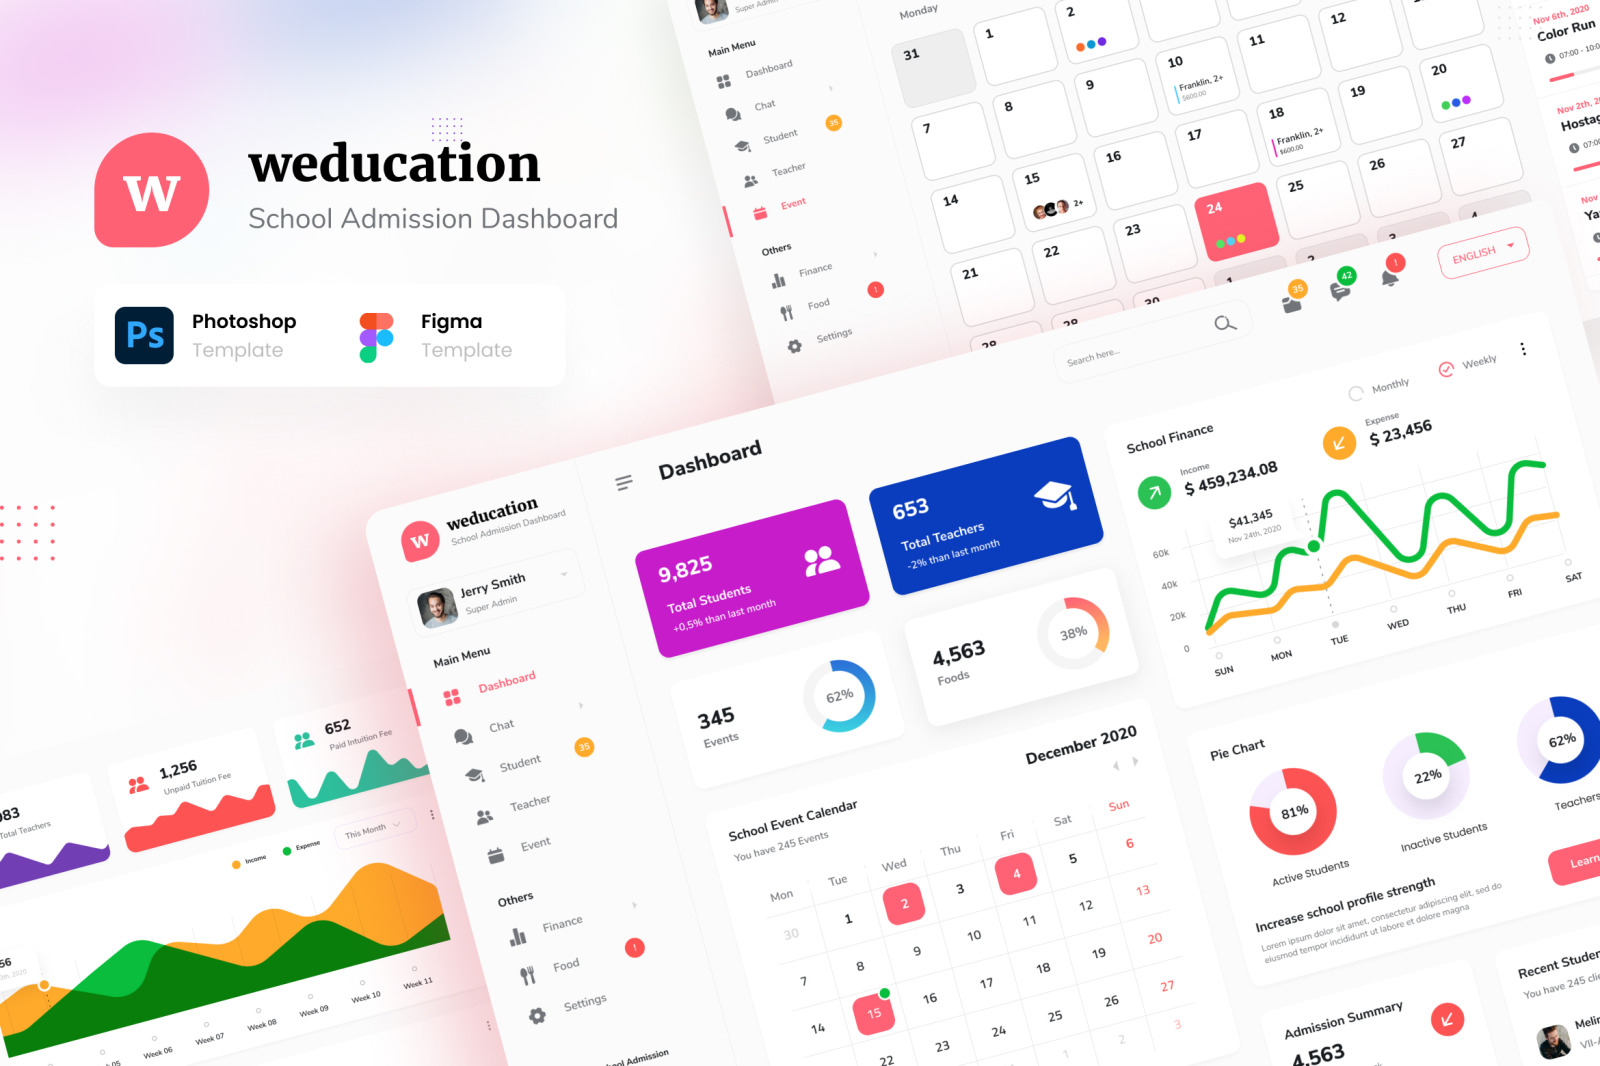 w
weducation
School Admission Dashboard
Ps
Photoshop
Template
Figma
Template
Super Admin
Main Menu
Dashboard
Chat
Student
35
Teacher
Event
Others
Finance
Food
!
Settings
Monday
31
1
2
7
8
9
10
Franklin, 2+
$600.00
11
12
14
15
2+
16
17
18
Franklin, 2+
$600.00
19
20
21
22
23
24
25
26
27
28
30
1
2
3
4
Nov 6th, 2020
Color Run
Nov 2th,
Nov
Search here...
35
42
!
ENGLISH
weducation
School Admission Dashboard
Jerry Smith
Super Admin
Main Menu
Dashboard
Chat
Student
35
Teacher
Event
Others
Finance
Food
!
Settings
Admission
Dashboard
9,825
Total Students
+0,5% than last month
653
Total Teachers
-2% than last month
345
Events
62%
4,563
Foods
38%
School Event Calendar
You have 245 Events
December 2020
Mon Tue Wed Thu Fri Sat Sun
30 1 2 3 4 5 6
7 8 9 10 11 12 13
14 15 16 17 18 19 20
22 23 24 25 26 27
1 2 3
School Finance
Monthly
Weekly
Income
$ 459,234.08
Expense
$ 23,456
$41,345
Nov 24th, 2020
60k
40k
20k
0
SUN MON TUE WED THU FRI SAT
Pie Chart
81%
Active Students
22%
Inactive Students
62%
Teachers
Increase school profile strength
Lorem ipsum dolor sit amet, consectetur adipiscing elit, sed do
eiusmod tempor incididunt ut labore et dolore magna
Learn
Admission Summary
4,563
Recent Studen
You have 245
VII-A
Total Teachers
1,256
Unpaid Tuition Fee
652
Paid Intuition Fee
Income
Expense
This Month
Week 06
Week 07
Week 08
Week 09
Week 10
Week 11